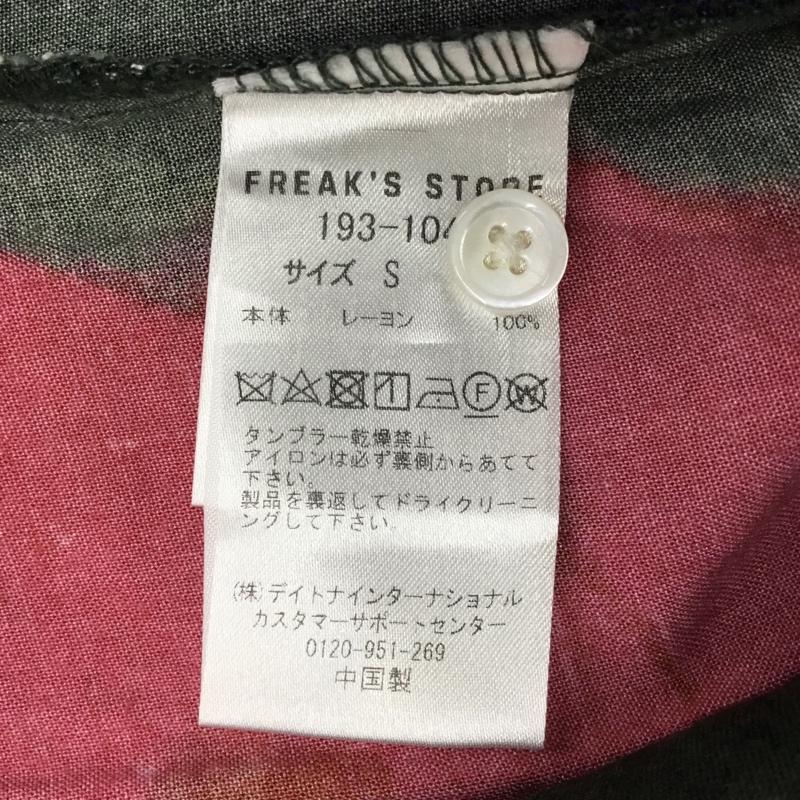 FREAK'S STORE
193-104
サイズ S
本体 レーヨン 100%
タンブラー乾燥禁止
アイロンは必ず裏側からあてて
下さい。
製品を裏返してドライクリーニ
ングして下さい。
(株)デイトナインターナショナル
カスタマーサポートセンター
0120-951-269
中国製